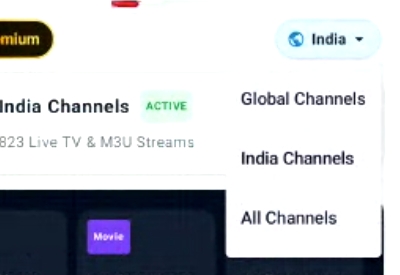 mium
India
India Channels
ACTIVE
823 Live TV & M3U Streams
Global Channels
India Channels
All Channels
Movie